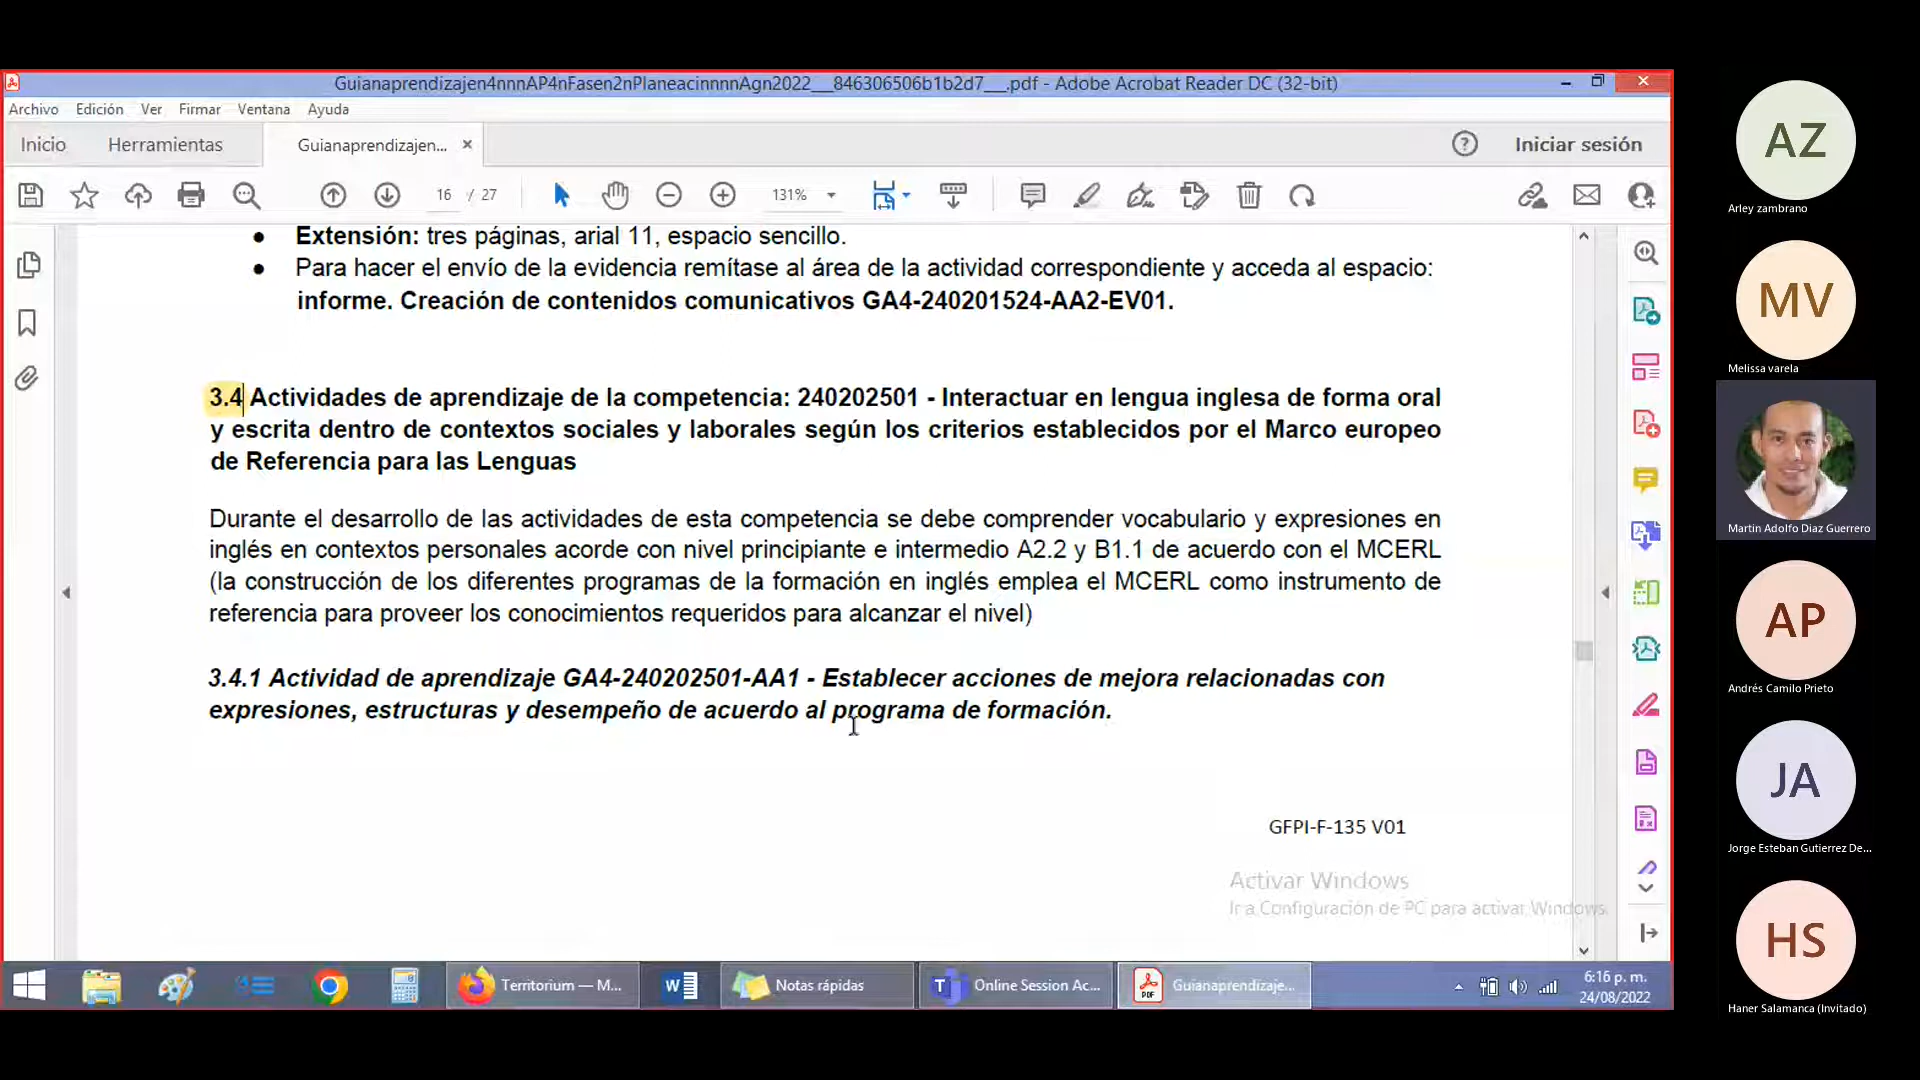 Guianaprendizajen4nnnAP4nFasen2nPlaneacinnnnAgn2022__846306506b1b2d7__.pdf - Adobe Acrobat Reader DC (32-bit)
Archivo Edición Ver Firmar Ventana Ayuda
Inicio Herramientas Guianaprendizajen... × Iniciar sesión
16 / 27 131%
● Extensión: tres páginas, arial 11, espacio sencillo.
● Para hacer el envío de la evidencia remítase al área de la actividad correspondiente y acceda al espacio:
informe. Creación de contenidos comunicativos GA4-240201524-AA2-EV01.
3.4 Actividades de aprendizaje de la competencia: 240202501 - Interactuar en lengua inglesa de forma oral
y escrita dentro de contextos sociales y laborales según los criterios establecidos por el Marco europeo
de Referencia para las Lenguas
Durante el desarrollo de las actividades de esta competencia se debe comprender vocabulario y expresiones en
inglés en contextos personales acorde con nivel principiante e intermedio A2.2 y B1.1 de acuerdo con el MCERL
(la construcción de los diferentes programas de la formación en inglés emplea el MCERL como instrumento de
referencia para proveer los conocimientos requeridos para alcanzar el nivel)
3.4.1 Actividad de aprendizaje GA4-240202501-AA1 - Establecer acciones de mejora relacionadas con
expresiones, estructuras y desempeño de acuerdo al programa de formación.
GFPI-F-135 V01
Activar Windows
Ir a Configuración de PC para activar Windows.
Territorium — M...
Notas rápidas
Online Session Ac...
Guianaprendizaje...
6:16 p. m.
24/08/2022
AZ
Arley zambrano
MV
Melissa varela
Martin Adolfo Diaz Guerrero
AP
Andrés Camilo Prieto
JA
Jorge Esteban Gutierrez De...
HS
Haner Salamanca (Invitado)